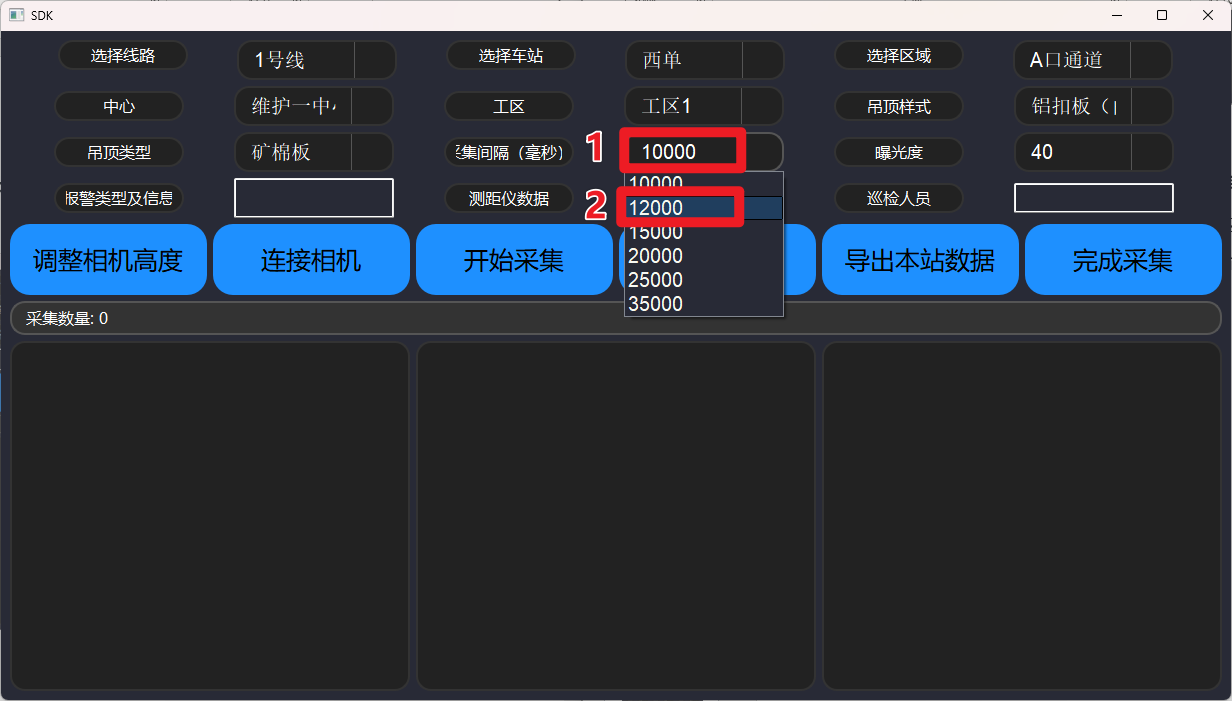 SDK
选择线路 1号线 选择车站 西单 选择区域 A口通道
中心 维护一中 工区 工区1 吊顶样式 铝扣板（
吊顶类型 矿棉板 采集间隔（毫秒） 1 10000 曝光度 40
10000
报警类型及信息 测距仪数据 2 12000 巡检人员
15000
调整相机高度 连接相机 开始采集 导出本站数据 完成采集
20000
25000
35000
采集数量: 0